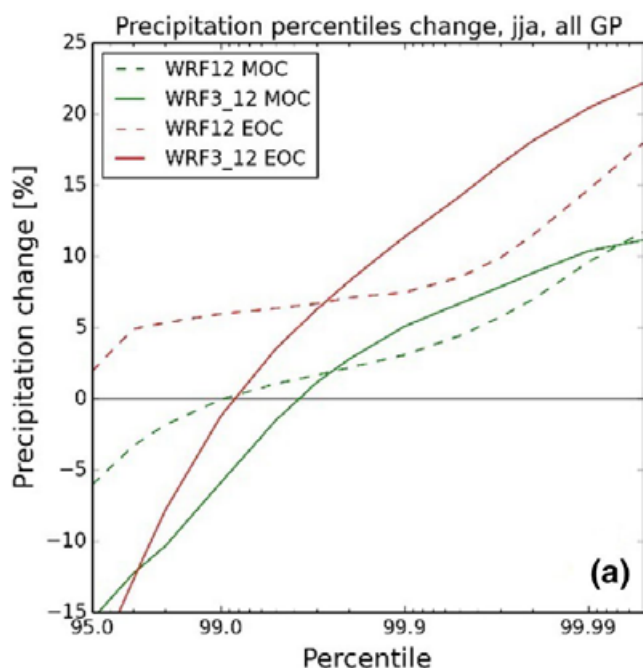 Precipitation percentiles change, jja, all GP
WRF12 MOC
WRF3_12 MOC
WRF12 EOC
WRF3_12 EOC
Precipitation change [%]
25
20
15
10
5
0
−5
−10
−15
(a)
95.0 99.0 99.9 99.99
Percentile